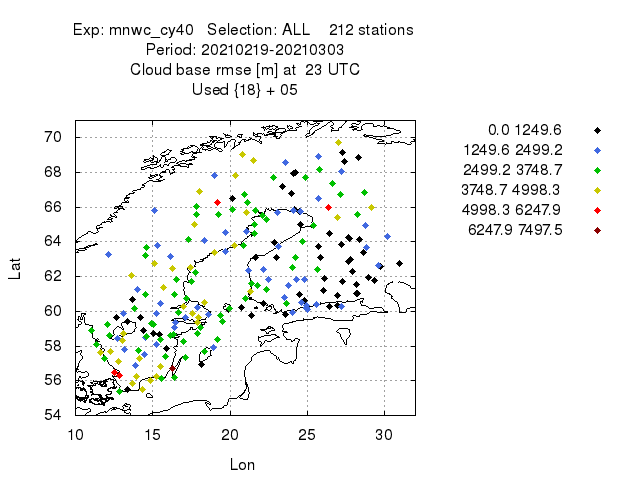 Exp: mnwc_cy40   Selection: ALL    212 stations
Period: 20210219-20210303
Cloud base rmse [m] at  23 UTC
Used {18} + 05
0.0 1249.6
1249.6 2499.2
2499.2 3748.7
3748.7 4998.3
4998.3 6247.9
6247.9 7497.5
70
68
66
64
62
60
58
56
54
Lat
10 15 20 25 30
Lon